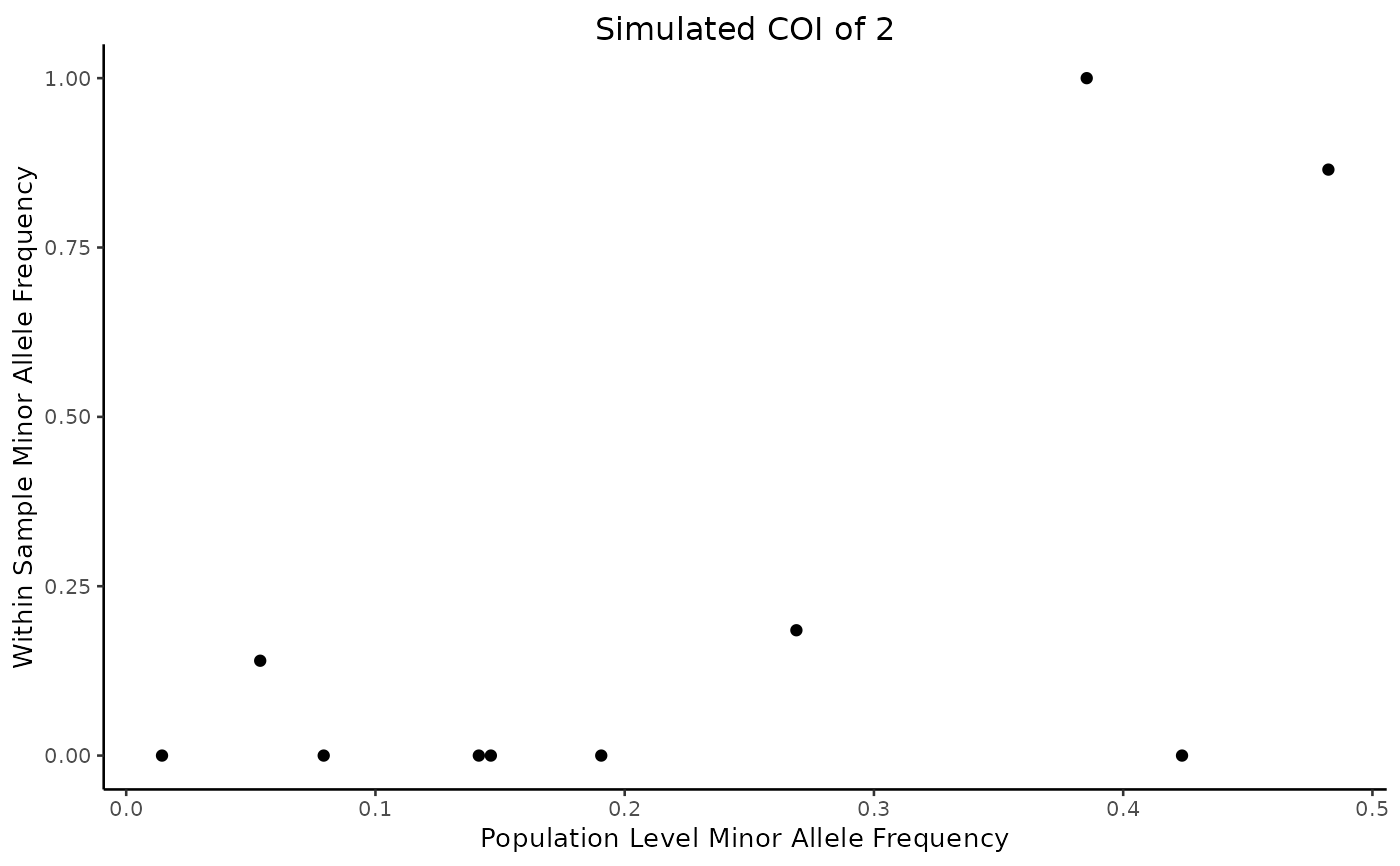 Simulated COI of 2
Within Sample Minor Allele Frequency
1.00
0.75
0.50
0.25
0.00
0.0 0.1 0.2 0.3 0.4 0.5
Population Level Minor Allele Frequency